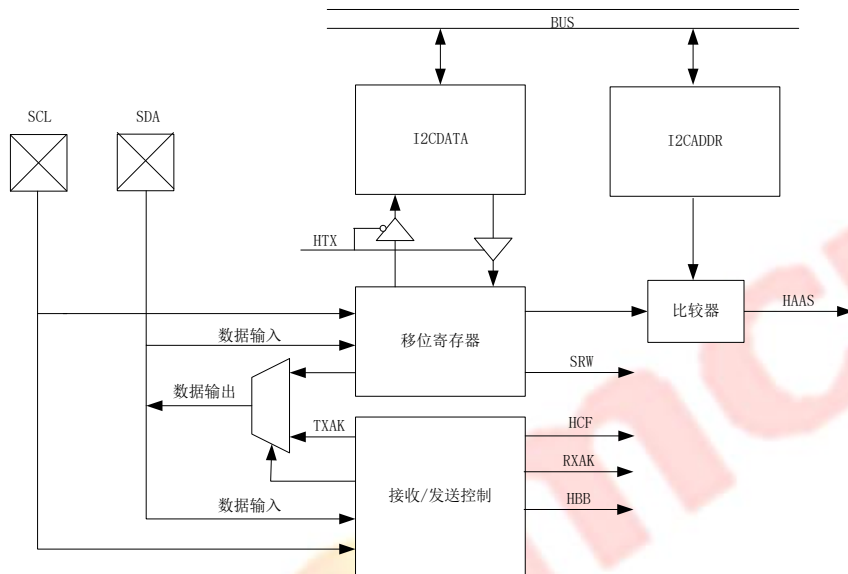 BUS
SCL
SDA
I2CDATA
I2CADDR
HTX
数据输入
移位寄存器
比较器
HAAS
SRW
数据输出
TXAK
HCF
RXAK
接收/发送控制
HBB
数据输入